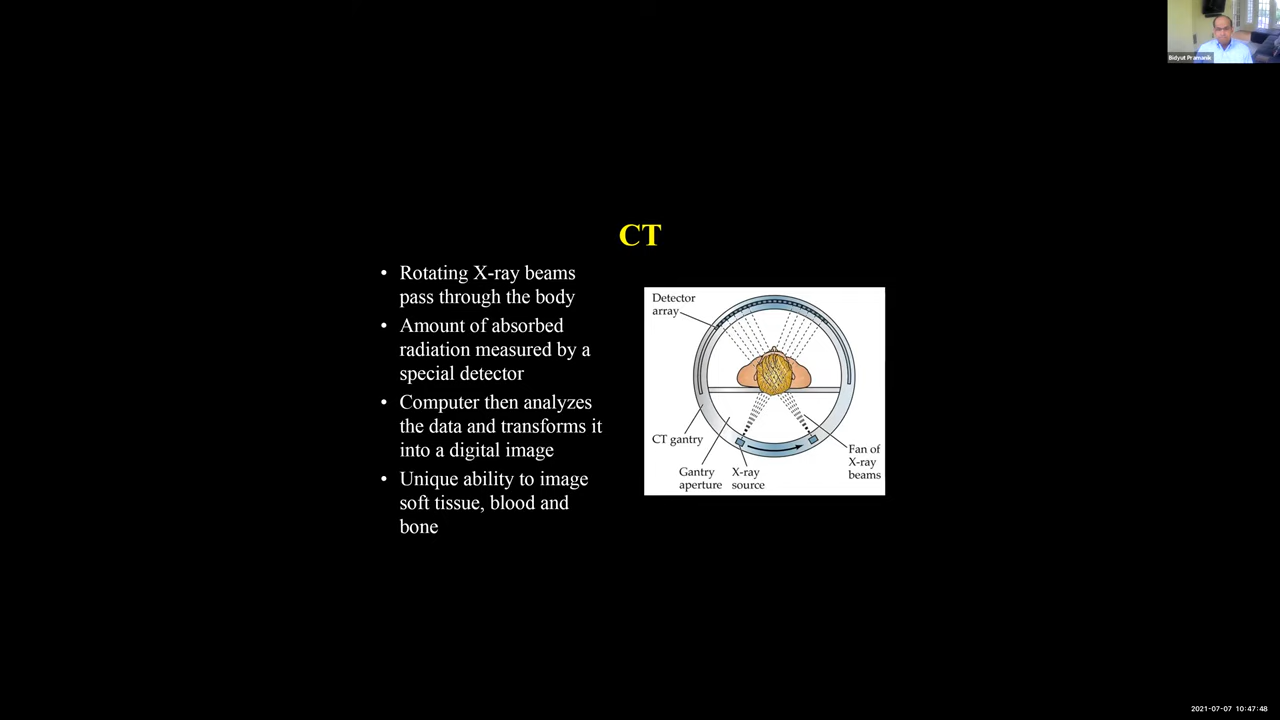 Bidyut Pramanik
CT
• Rotating X-ray beams
pass through the body
• Amount of absorbed
radiation measured by a
special detector
• Computer then analyzes
the data and transforms it
into a digital image
• Unique ability to image
soft tissue, blood and
bone
Detector
array
CT gantry
Gantry
aperture
X-ray
source
Fan of
X-ray
beams
2021-07-07 10:47:48